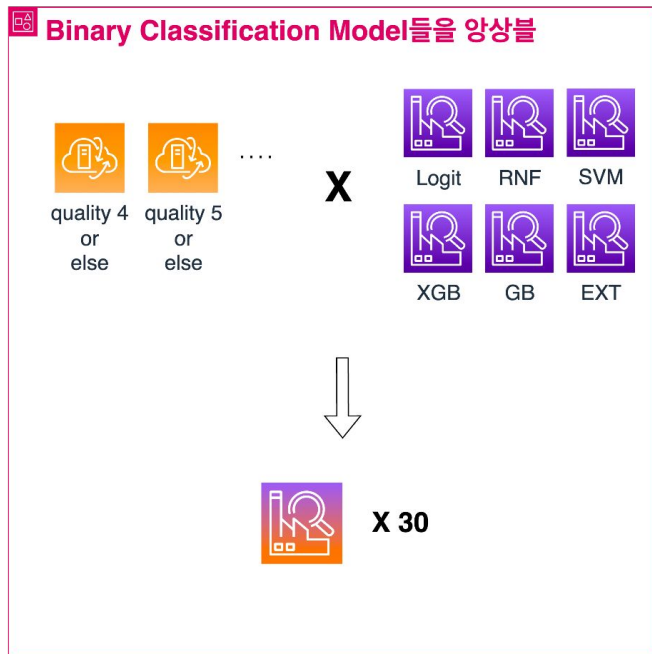 Binary Classification Model들을 앙상블
quality 4
or
else
quality 5
or
else
....
X
Logit
RNF
SVM
XGB
GB
EXT
X 30